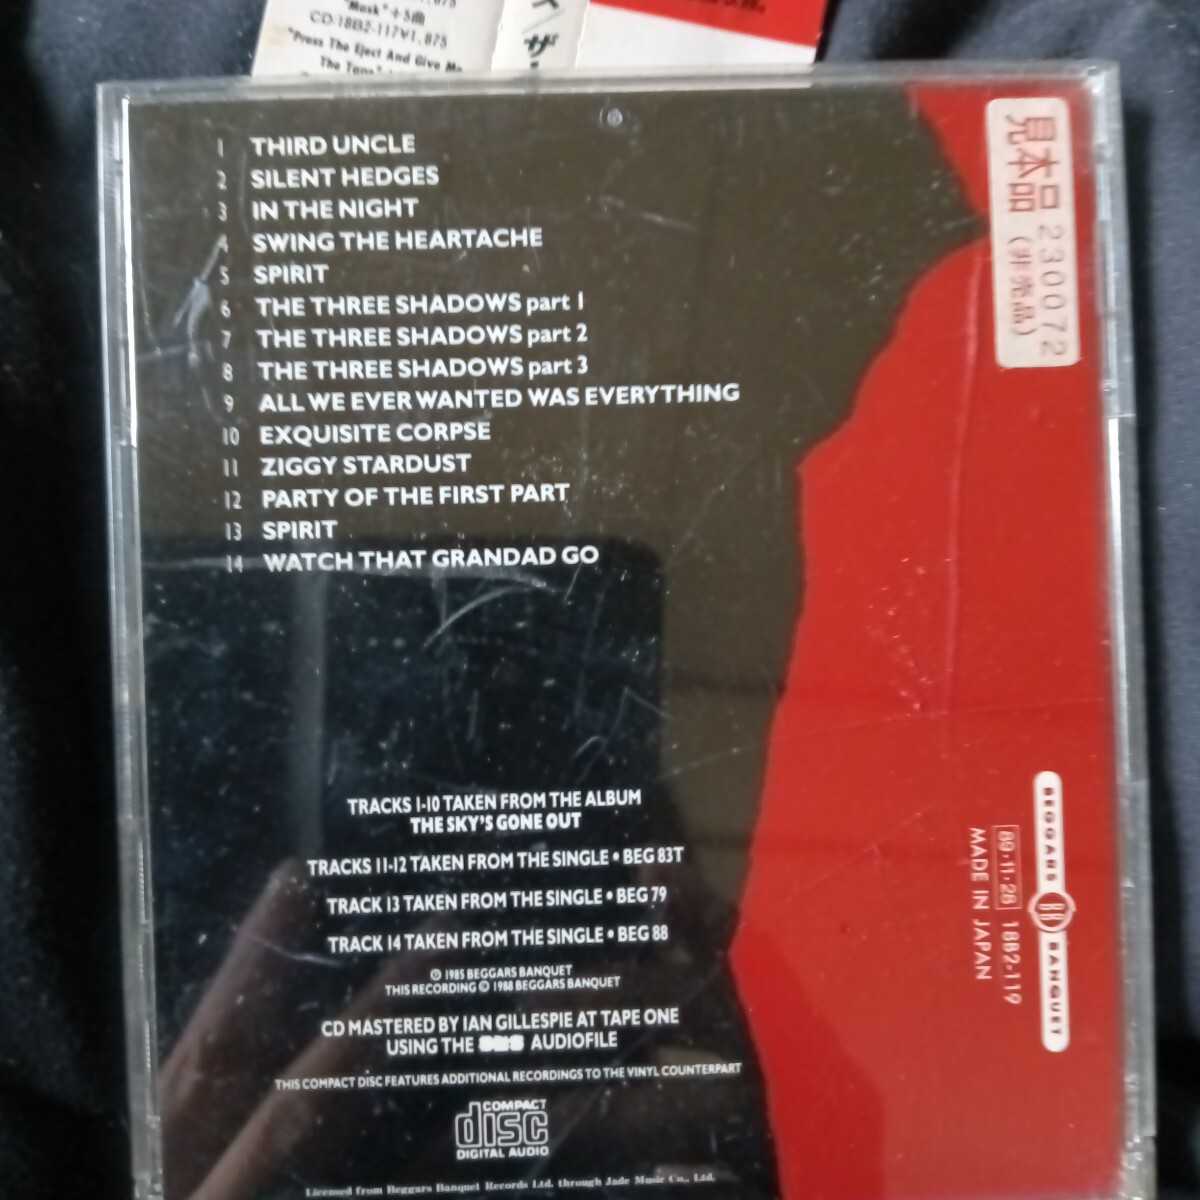 "Mask"+5曲
CD·18B2-117¥1,875
"Press The Eject And Give Me
The Tape"
1 THIRD UNCLE
2 SILENT HEDGES
3 IN THE NIGHT
4 SWING THE HEARTACHE
5 SPIRIT
6 THE THREE SHADOWS part 1
7 THE THREE SHADOWS part 2
8 THE THREE SHADOWS part 3
9 ALL WE EVER WANTED WAS EVERYTHING
10 EXQUISITE CORPSE
11 ZIGGY STARDUST
12 PARTY OF THE FIRST PART
13 SPIRIT
14 WATCH THAT GRANDAD GO
TRACKS 1-10 TAKEN FROM THE ALBUM
THE SKY'S GONE OUT
TRACKS 11-12 TAKEN FROM THE SINGLE • BEG 83T
TRACK 13 TAKEN FROM THE SINGLE • BEG 79
TRACK 14 TAKEN FROM THE SINGLE • BEG 88
Ⓟ 1985 BEGGARS BANQUET
THIS RECORDING © 1988 BEGGARS BANQUET
CD MASTERED BY IAN GILLESPIE AT TAPE ONE
USING THE AUDIOFILE
THIS COMPACT DISC FEATURES ADDITIONAL RECORDINGS TO THE VINYL COUNTERPART
COMPACT
disc
DIGITAL AUDIO
Licensed from Beggars Banquet Records Ltd. through Jade Music Co., Ltd.
見本品 230072
(非売品)
BEGGARS BANQUET
89·11·28 18B2-119
MADE IN JAPAN